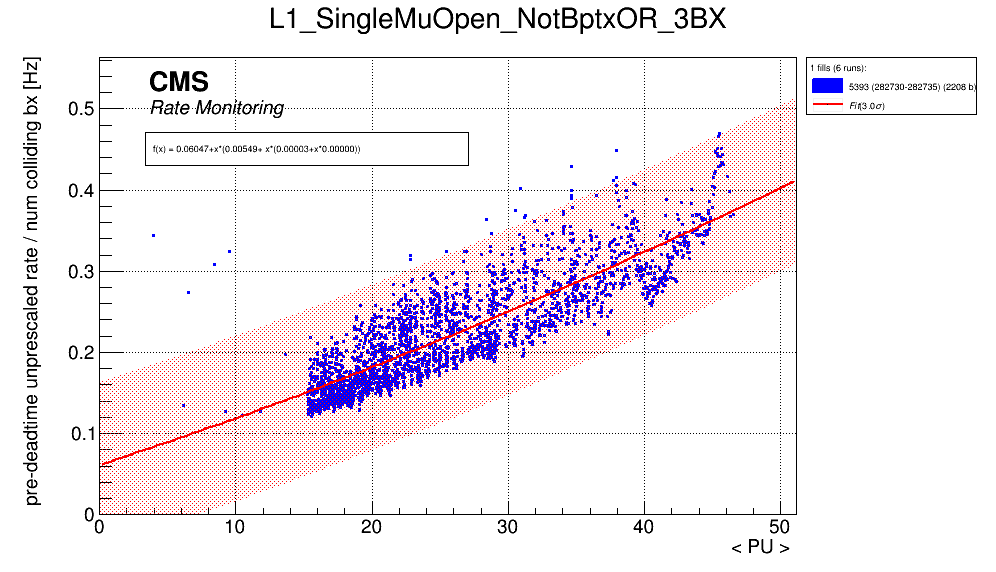 L1_SingleMuOpen_NotBptxOR_3BX
pre-deadtime unprescaled rate / num colliding bx [Hz]
CMS
Rate Monitoring
f(x) = 0.06047+x*(0.00549+ x*(0.00003+x*0.00000))
1 fills (6 runs):
5393 (282730-282735) (2208 b)
Fit(3.0σ)
0.5
0.4
0.3
0.2
0.1
0
0 10 20 30 40 50
< PU >